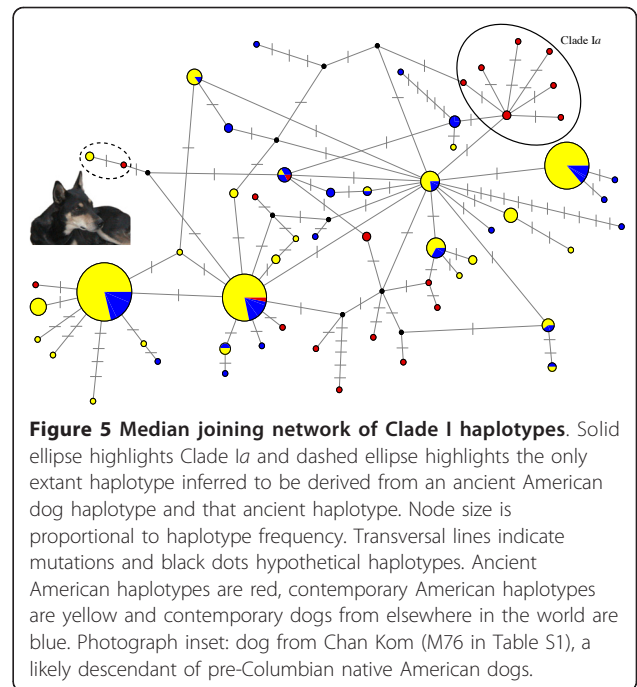 Clade Ia
Figure 5 Median joining network of Clade I haplotypes. Solid
ellipse highlights Clade Ia and dashed ellipse highlights the only
extant haplotype inferred to be derived from an ancient American
dog haplotype and that ancient haplotype. Node size is
proportional to haplotype frequency. Transversal lines indicate
mutations and black dots hypothetical haplotypes. Ancient
American haplotypes are red, contemporary American haplotypes
are yellow and contemporary dogs from elsewhere in the world are
blue. Photograph inset: dog from Chan Kom (M76 in Table S1), a
likely descendant of pre-Columbian native American dogs.